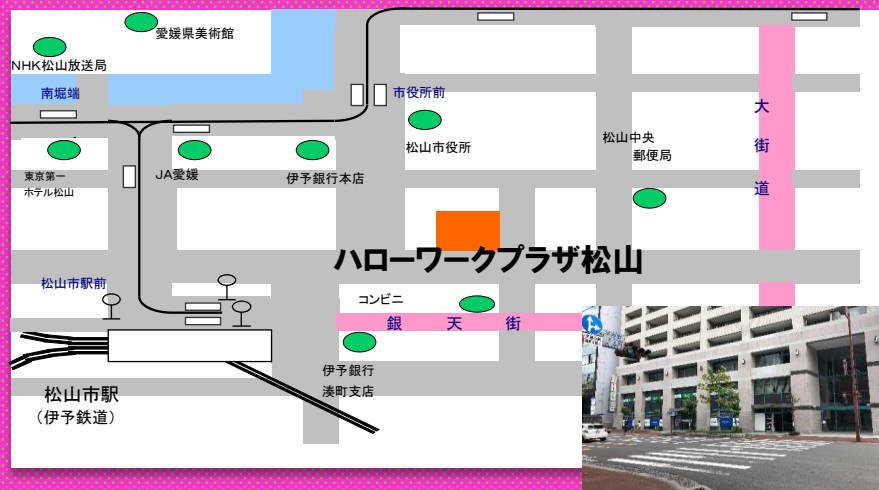 愛媛県美術館
NHK松山放送局
南堀端
市役所前
大街道
松山市役所
松山中央
郵便局
東京第一
ホテル松山
JA愛媛
伊予銀行本店
ハローワークプラザ松山
松山市駅前
コンビニ
銀天街
伊予銀行
湊町支店
松山市駅
（伊予鉄道）